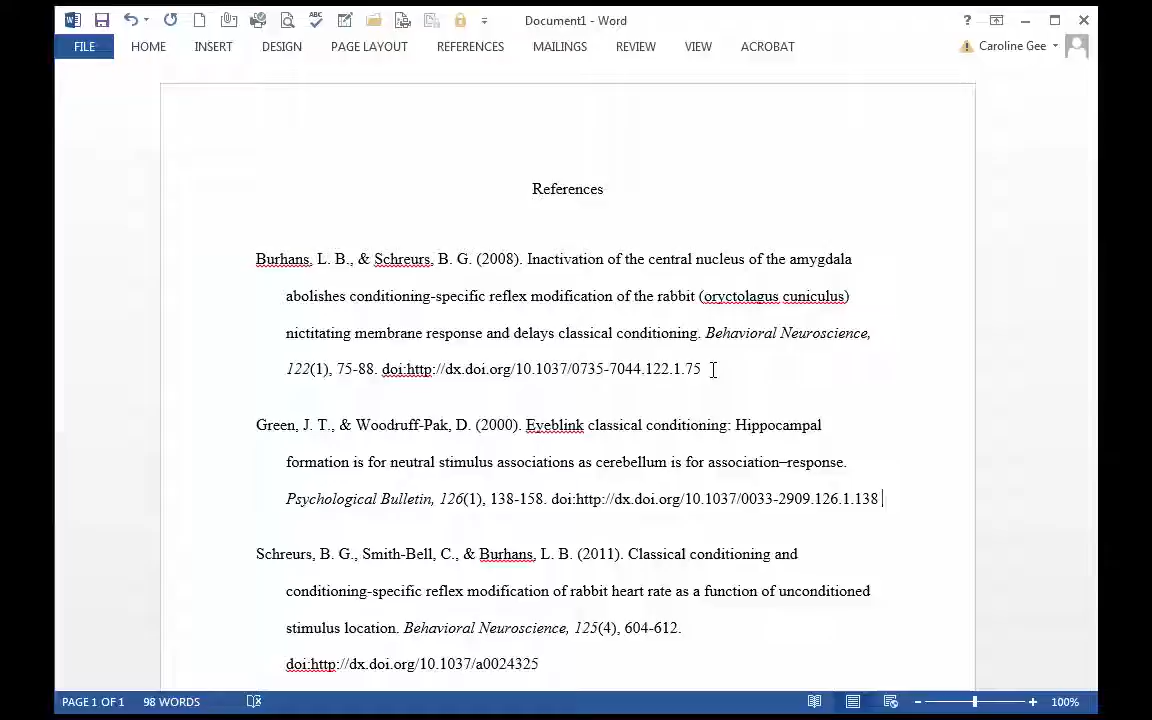 Document1 - Word
FILE HOME INSERT DESIGN PAGE LAYOUT REFERENCES MAILINGS REVIEW VIEW ACROBAT Caroline Gee
References
Burhans, L. B., & Schreurs, B. G. (2008). Inactivation of the central nucleus of the amygdala
abolishes conditioning-specific reflex modification of the rabbit (oryctolagus cuniculus)
nictitating membrane response and delays classical conditioning. Behavioral Neuroscience,
122(1), 75-88. doi:http://dx.doi.org/10.1037/0735-7044.122.1.75
Green, J. T., & Woodruff-Pak, D. (2000). Eyeblink classical conditioning: Hippocampal
formation is for neutral stimulus associations as cerebellum is for association–response.
Psychological Bulletin, 126(1), 138-158. doi:http://dx.doi.org/10.1037/0033-2909.126.1.138
Schreurs, B. G., Smith-Bell, C., & Burhans, L. B. (2011). Classical conditioning and
conditioning-specific reflex modification of rabbit heart rate as a function of unconditioned
stimulus location. Behavioral Neuroscience, 125(4), 604-612.
doi:http://dx.doi.org/10.1037/a0024325
PAGE 1 OF 1 98 WORDS 100%